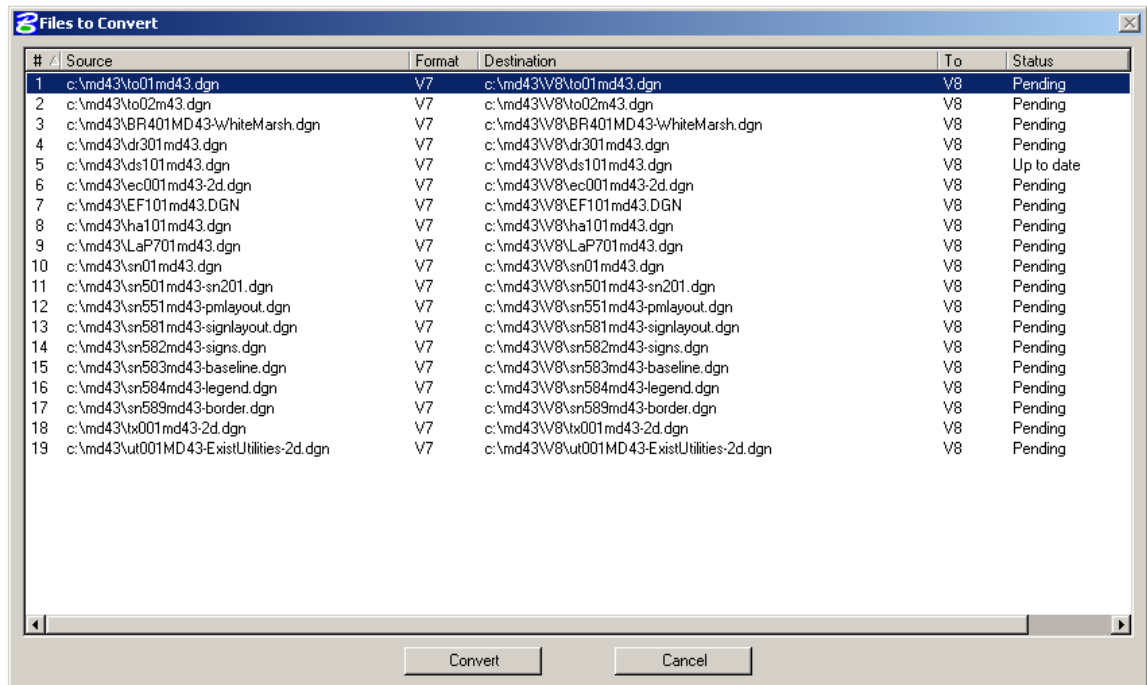 Files to Convert
# Source Format Destination To Status
1 c:\md43\to01md43.dgn V7 c:\md43\V8\to01md43.dgn V8 Pending
2 c:\md43\to02m43.dgn V7 c:\md43\V8\to02m43.dgn V8 Pending
3 c:\md43\BR401MD43-WhiteMarsh.dgn V7 c:\md43\V8\BR401MD43-WhiteMarsh.dgn V8 Pending
4 c:\md43\dr301md43.dgn V7 c:\md43\V8\dr301md43.dgn V8 Pending
5 c:\md43\ds101md43.dgn V7 c:\md43\V8\ds101md43.dgn V8 Up to date
6 c:\md43\ec001md43-2d.dgn V7 c:\md43\V8\ec001md43-2d.dgn V8 Pending
7 c:\md43\EF101md43.DGN V7 c:\md43\V8\EF101md43.DGN V8 Pending
8 c:\md43\ha101md43.dgn V7 c:\md43\V8\ha101md43.dgn V8 Pending
9 c:\md43\LaP701md43.dgn V7 c:\md43\V8\LaP701md43.dgn V8 Pending
10 c:\md43\sn01md43.dgn V7 c:\md43\V8\sn01md43.dgn V8 Pending
11 c:\md43\sn501md43-sn201.dgn V7 c:\md43\V8\sn501md43-sn201.dgn V8 Pending
12 c:\md43\sn551md43-pmlayout.dgn V7 c:\md43\V8\sn551md43-pmlayout.dgn V8 Pending
13 c:\md43\sn581md43-signlayout.dgn V7 c:\md43\V8\sn581md43-signlayout.dgn V8 Pending
14 c:\md43\sn582md43-signs.dgn V7 c:\md43\V8\sn582md43-signs.dgn V8 Pending
15 c:\md43\sn583md43-baseline.dgn V7 c:\md43\V8\sn583md43-baseline.dgn V8 Pending
16 c:\md43\sn584md43-legend.dgn V7 c:\md43\V8\sn584md43-legend.dgn V8 Pending
17 c:\md43\sn589md43-border.dgn V7 c:\md43\V8\sn589md43-border.dgn V8 Pending
18 c:\md43\tx001md43-2d.dgn V7 c:\md43\V8\tx001md43-2d.dgn V8 Pending
19 c:\md43\ut001MD43-ExistUtilities-2d.dgn V7 c:\md43\V8\ut001MD43-ExistUtilities-2d.dgn V8 Pending
Convert Cancel